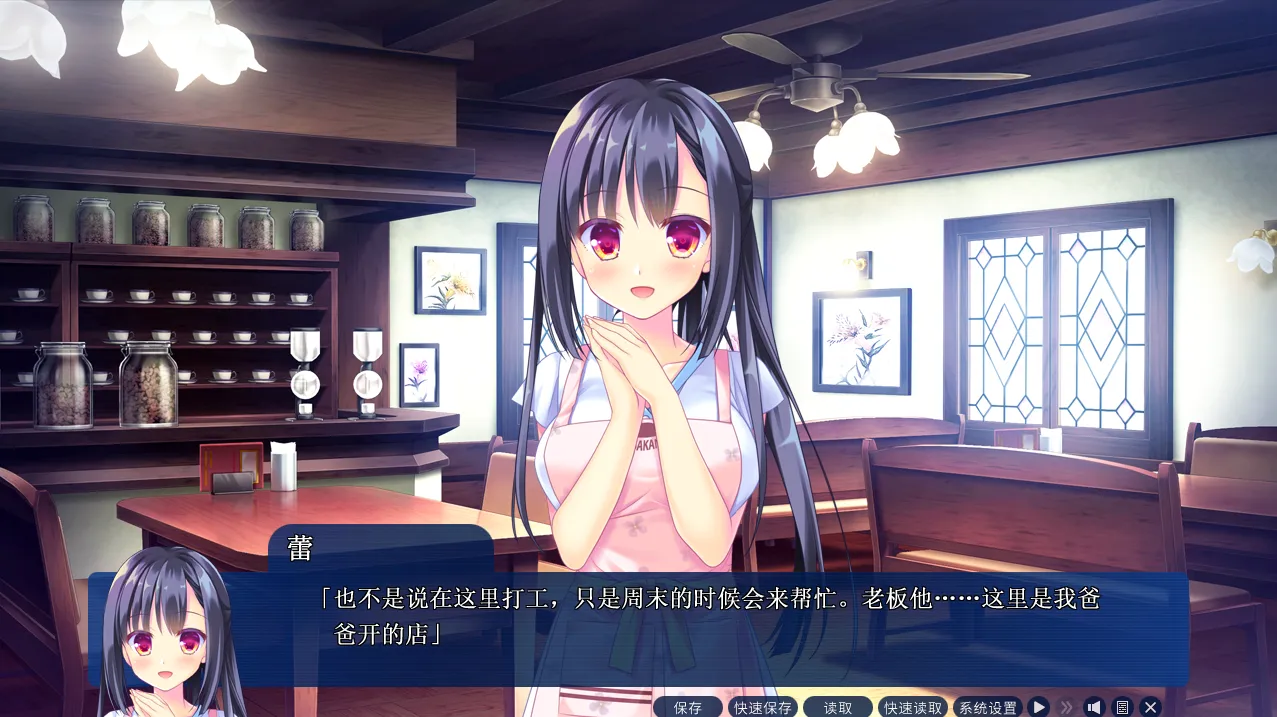 蕾
「也不是说在这里打工，只是周末的时候会来帮忙。老板他……这里是我爸
爸开的店」
保存 快速保存 读取 快速读取 系统设置